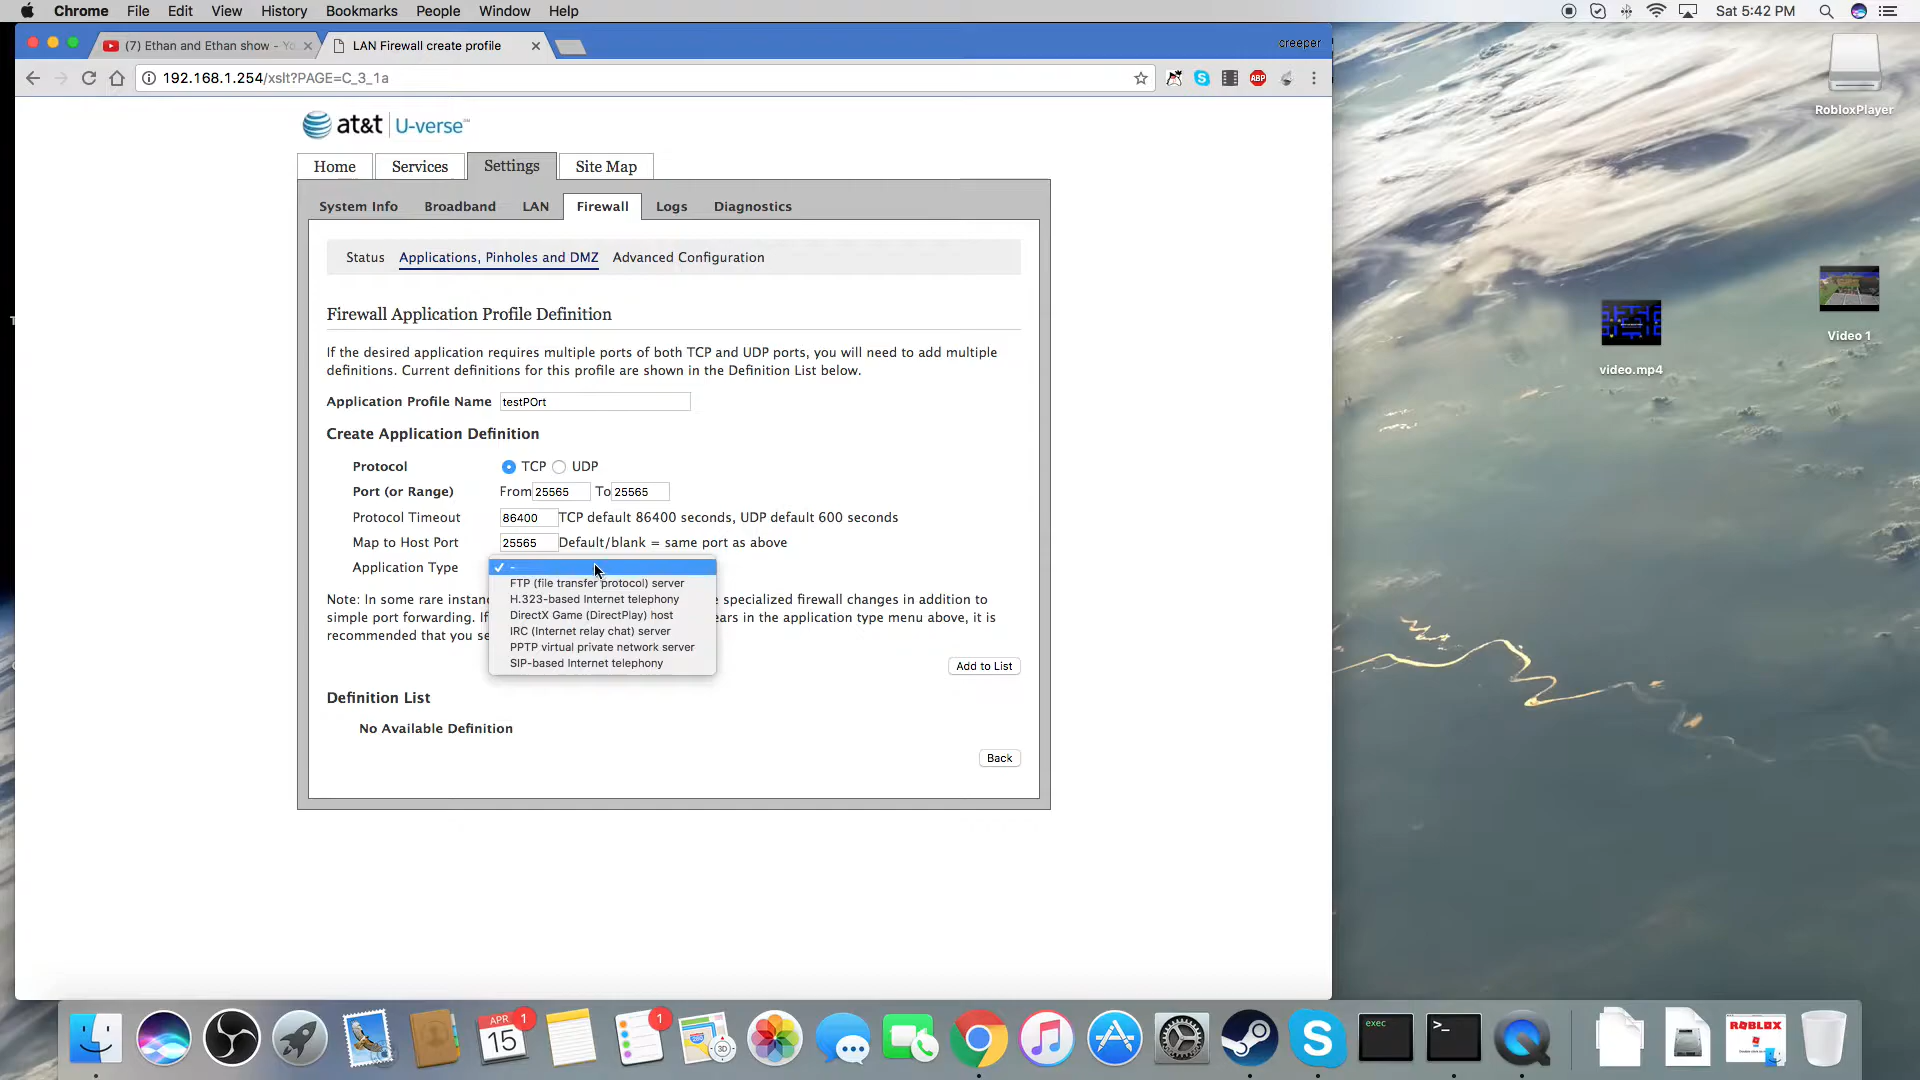 Chrome File Edit View History Bookmarks People Window Help Sat 5:42 PM
(7) Ethan and Ethan show - Yo
LAN Firewall create profile
creeper
192.168.1.254/xslt?PAGE=C_3_1a
ABP
RobloxPlayer
at&t U-verse
Home Services Settings Site Map
System Info Broadband LAN Firewall Logs Diagnostics
Status Applications, Pinholes and DMZ Advanced Configuration
Firewall Application Profile Definition
If the desired application requires multiple ports of both TCP and UDP ports, you will need to add multiple
definitions. Current definitions for this profile are shown in the Definition List below.
Application Profile Name testPOrt
Create Application Definition
Protocol TCP UDP
Port (or Range) From 25565 To 25565
Protocol Timeout 86400 TCP default 86400 seconds, UDP default 600 seconds
Map to Host Port 25565 Default/blank = same port as above
Application Type -
FTP (file transfer protocol) server
H.323-based Internet telephony
DirectX Game (DirectPlay) host
IRC (Internet relay chat) server
PPTP virtual private network server
SIP-based Internet telephony
Note: In some rare instan
e specialized firewall changes in addition to
simple port forwarding. If
ears in the application type menu above, it is
recommended that you se
Add to List
Definition List
No Available Definition
Back
video.mp4
Video 1
APR
15
1
1
3D
exec
>_
ROBLOX